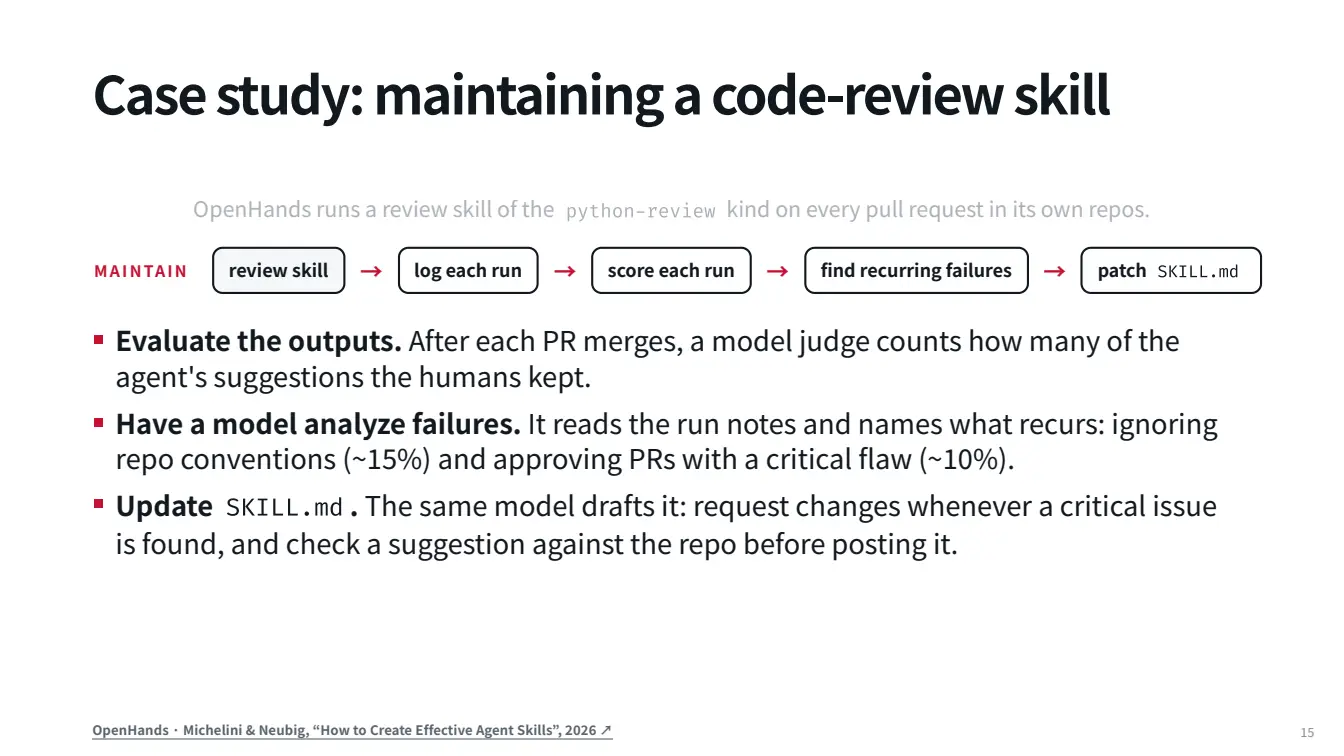 Case study: maintaining a code-review skill
OpenHands runs a review skill of the python-review kind on every pull request in its own repos.
MAINTAIN review skill → log each run → score each run → find recurring failures → patch SKILL.md
▪ Evaluate the outputs. After each PR merges, a model judge counts how many of the
agent's suggestions the humans kept.
▪ Have a model analyze failures. It reads the run notes and names what recurs: ignoring
repo conventions (~15%) and approving PRs with a critical flaw (~10%).
▪ Update SKILL.md. The same model drafts it: request changes whenever a critical issue
is found, and check a suggestion against the repo before posting it.
OpenHands · Michelini & Neubig, “How to Create Effective Agent Skills”, 2026 ↗
15